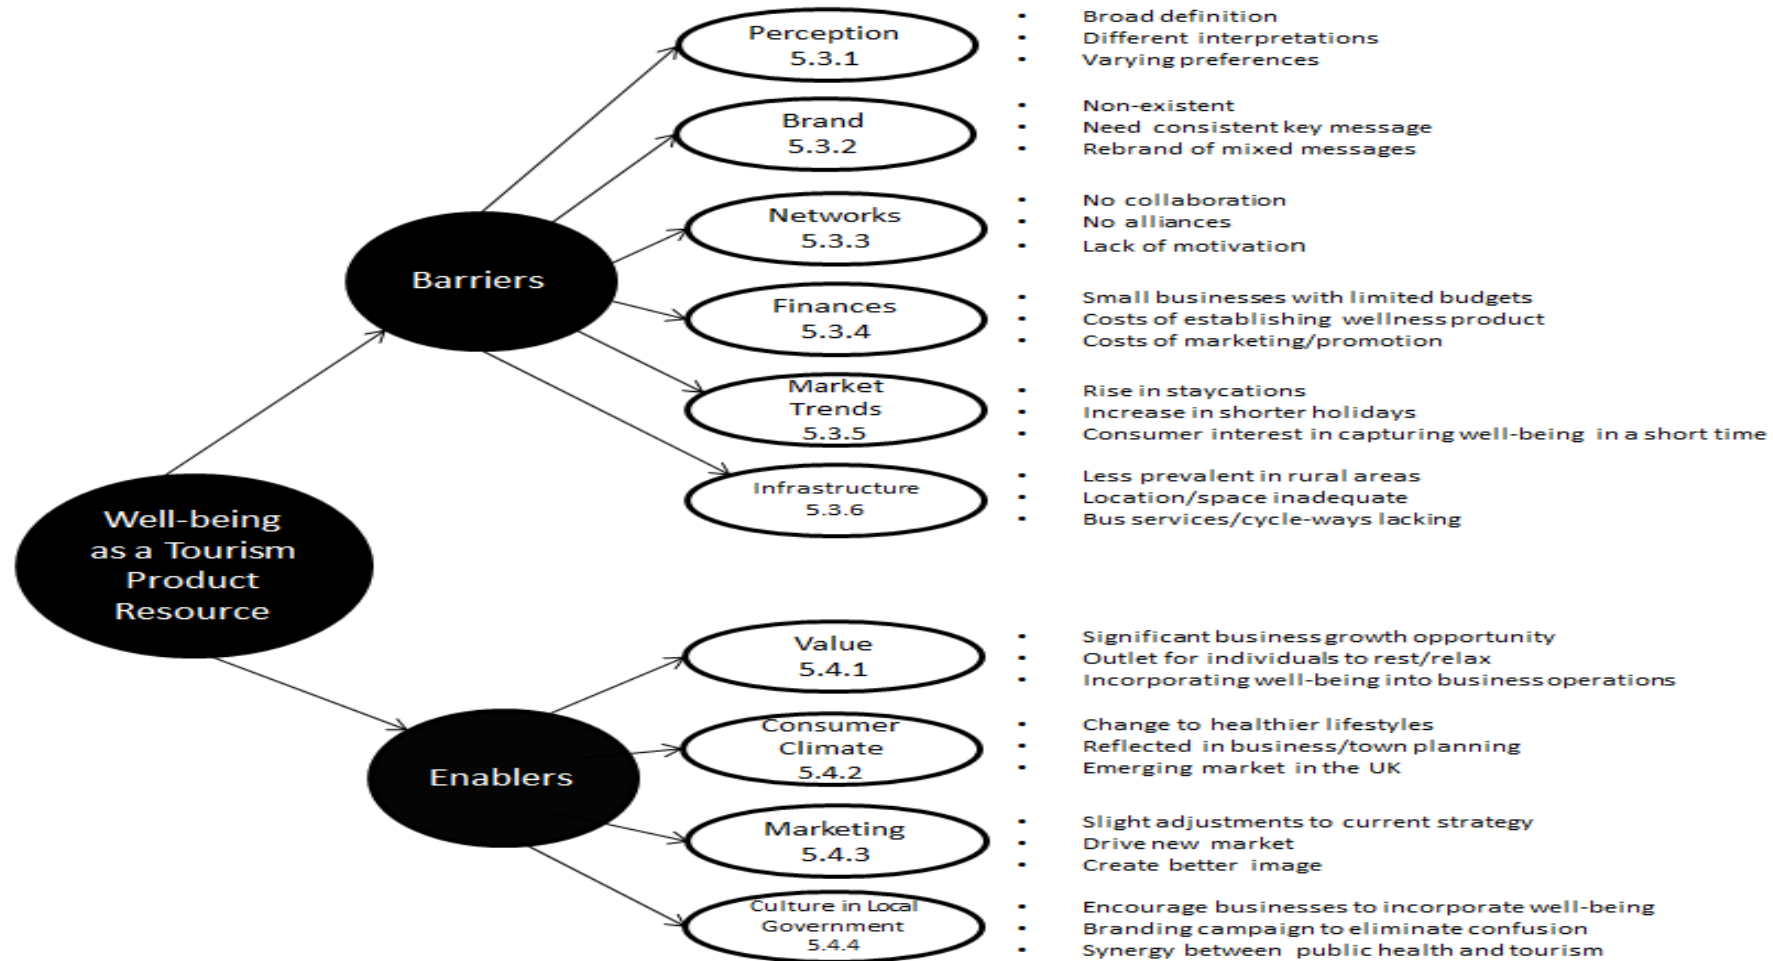 Perception
5.3.1
• Broad definition
• Different interpretations
• Varying preferences
Brand
5.3.2
• Non-existent
• Need consistent key message
• Rebrand of mixed messages
Networks
5.3.3
• No collaboration
• No alliances
• Lack of motivation
Barriers
Finances
5.3.4
• Small businesses with limited budgets
• Costs of establishing wellness product
• Costs of marketing/promotion
Market
Trends
5.3.5
• Rise in staycations
• Increase in shorter holidays
• Consumer interest in capturing well-being in a short time
Infrastructure
5.3.6
• Less prevalent in rural areas
• Location/space inadequate
• Bus services/cycle-ways lacking
Well-being
as a Tourism
Product
Resource
Value
5.4.1
• Significant business growth opportunity
• Outlet for individuals to rest/relax
• Incorporating well-being into business operations
Consumer
Climate
5.4.2
• Change to healthier lifestyles
• Reflected in business/town planning
• Emerging market in the UK
Enablers
Marketing
5.4.3
• Slight adjustments to current strategy
• Drive new market
• Create better image
Culture in Local
Government
5.4.4
• Encourage businesses to incorporate well-being
• Branding campaign to eliminate confusion
• Synergy between public health and tourism